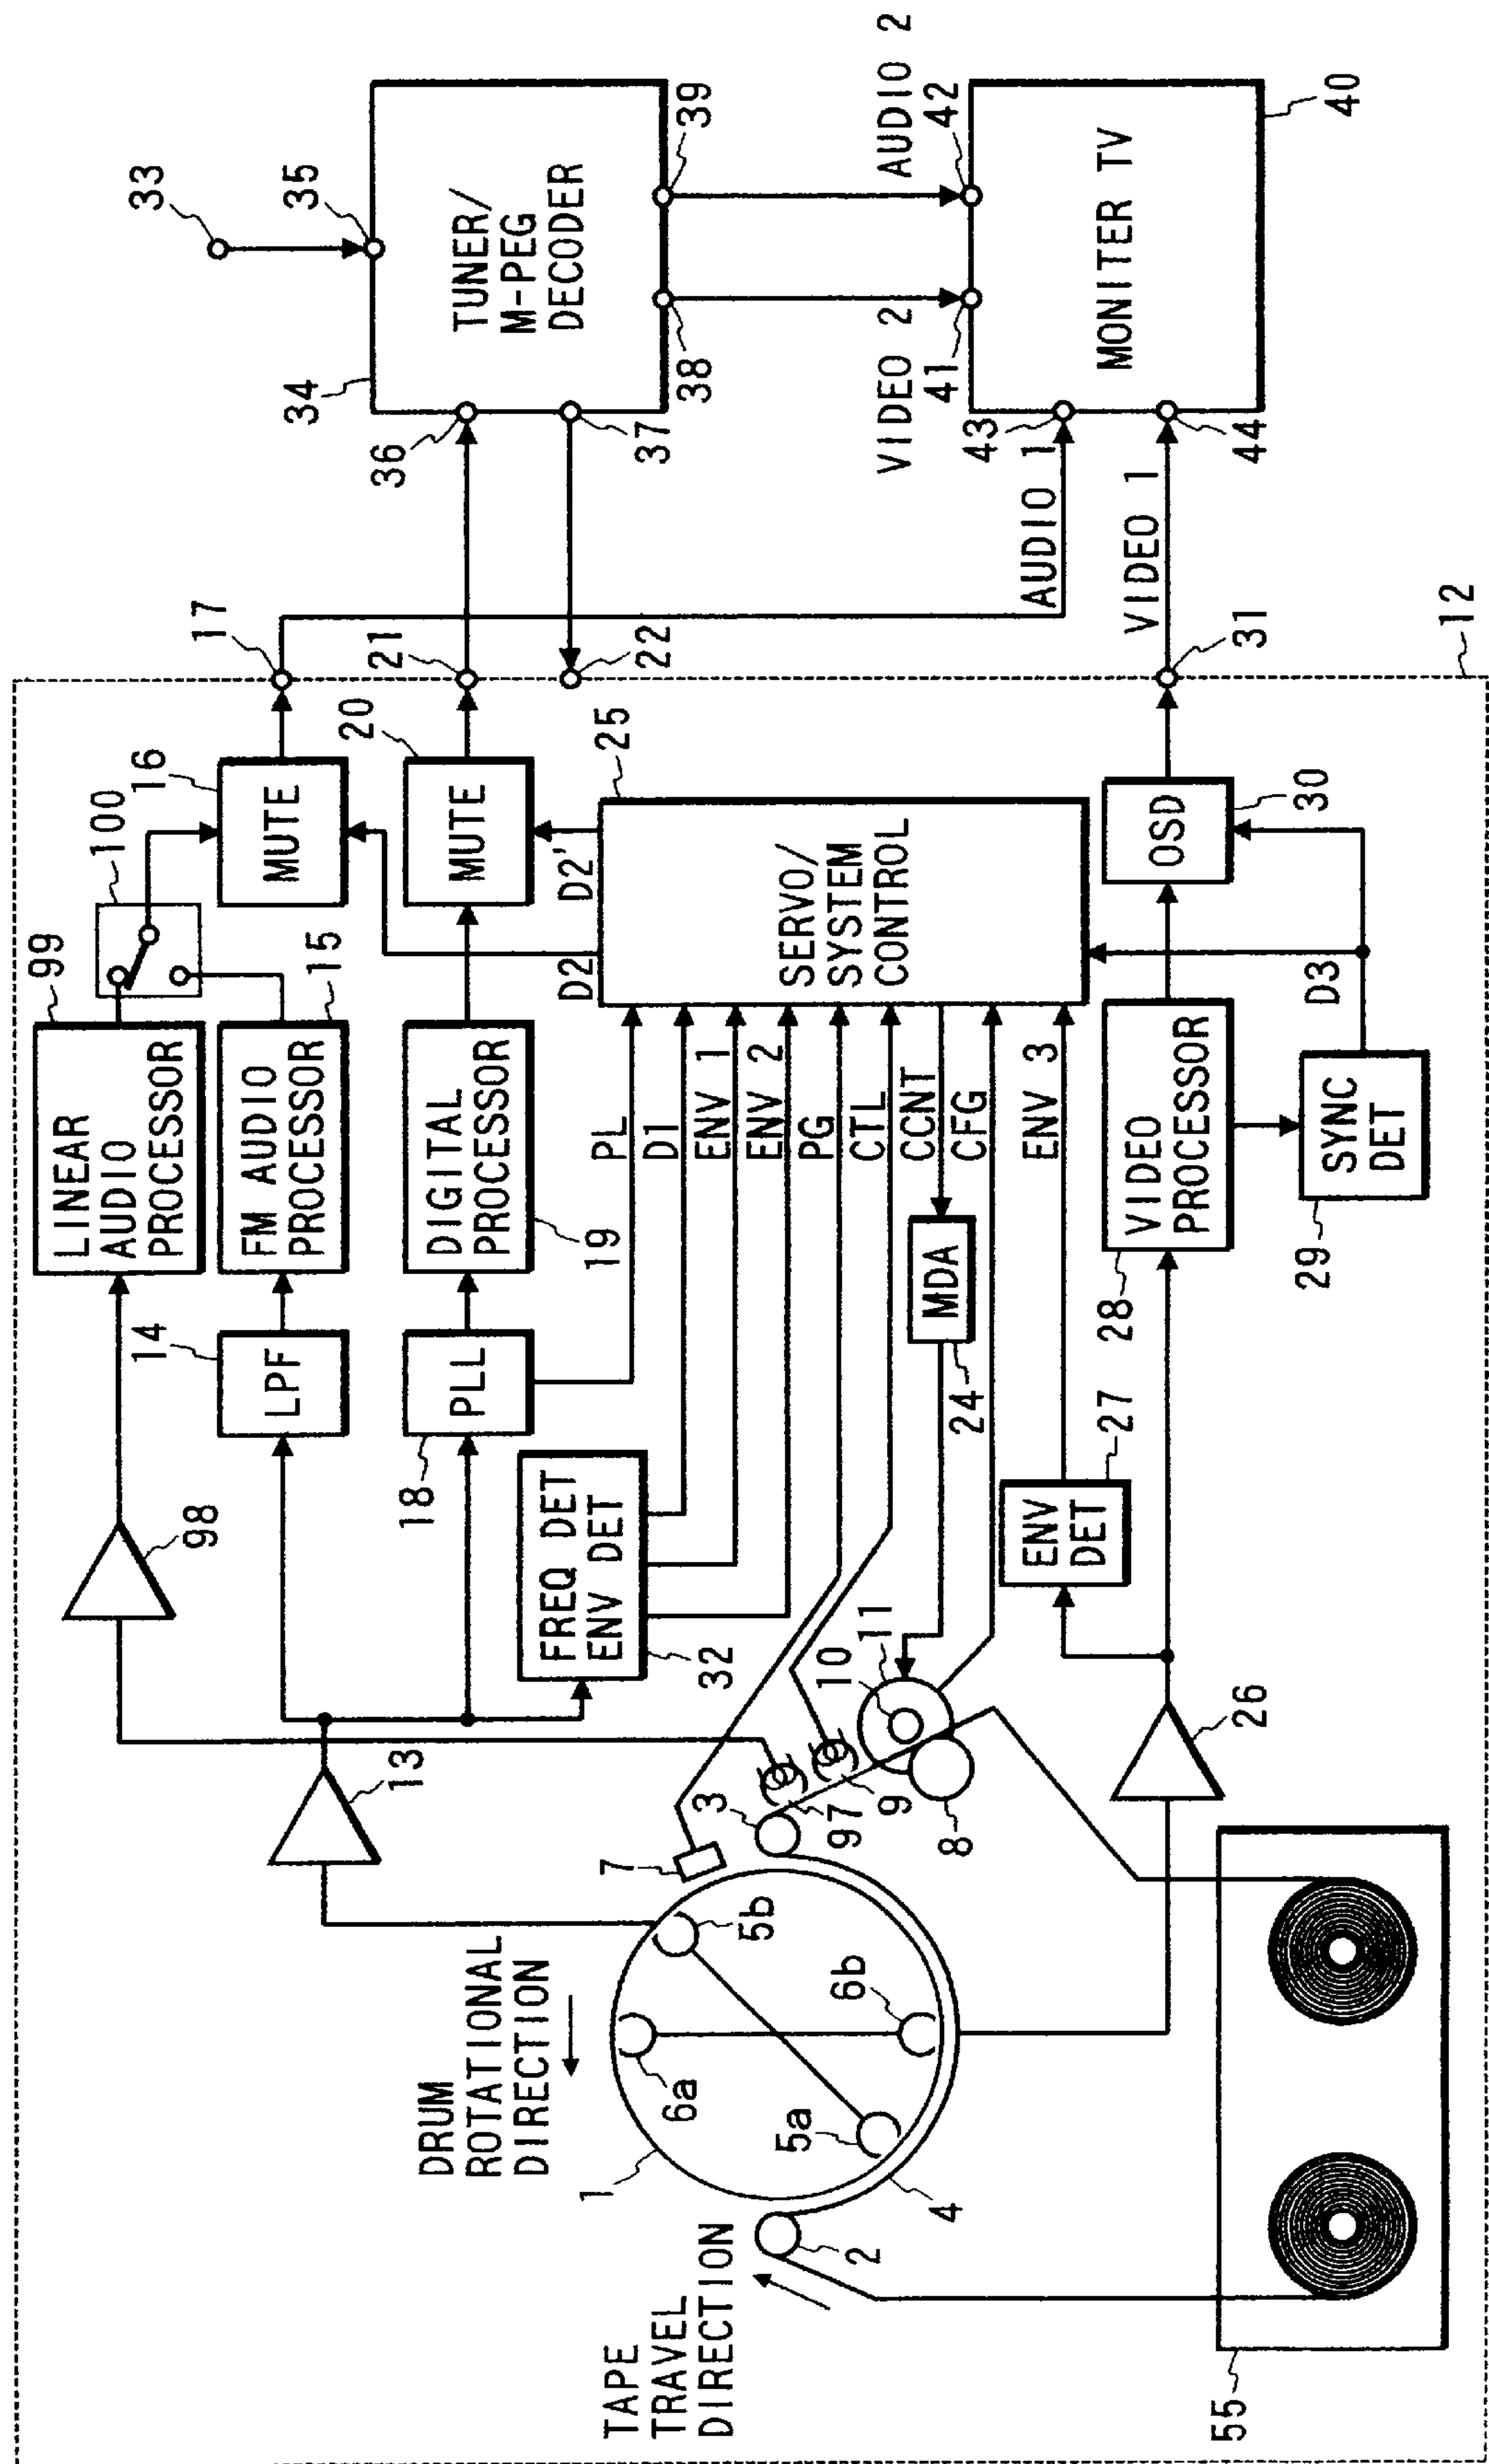 33
35
34
TUNER/
M-PEG
DECODER
36
37
38
39
VIDEO 2
AUDIO 2
41
42
43
44
MONITER TV
40
AUDIO 1
VIDEO 1
17
21
22
31
12
99
LINEAR
AUDIO
PROCESSOR
100
16
MUTE
14
LPF
FM AUDIO
PROCESSOR
15
20
MUTE
18
PLL
DIGITAL
PROCESSOR
19
D2
D2'
25
SERVO/
SYSTEM
CONTROL
PL
D1
ENV 1
ENV 2
PG
CTL
CCNT
CFG
ENV 3
D3
98
13
FREQ DET
ENV DET
32
MDA
24
ENV
DET
27
28
VIDEO
PROCESSOR
OSD
30
SYNC
DET
29
26
DRUM
ROTATIONAL
DIRECTION
1
6a
5b
6b
5a
7
3
97
9
8
10
11
4
2
TAPE
TRAVEL
DIRECTION
55